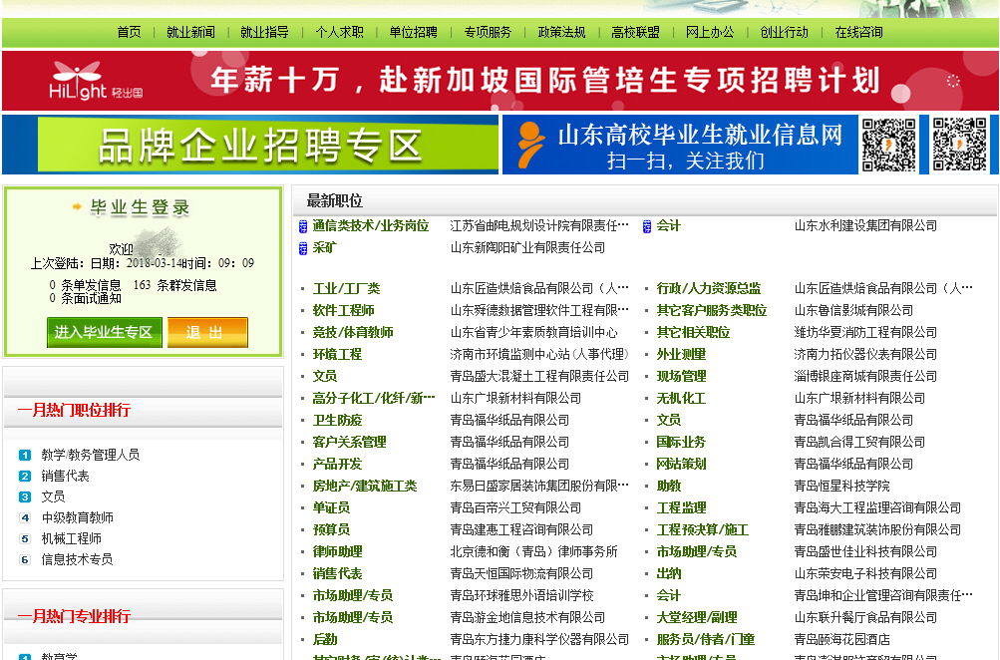 首页 | 就业新闻 | 就业指导 | 个人求职 | 单位招聘 | 专项服务 | 政策法规 | 高校联盟 | 网上办公 | 创业行动 | 在线咨询
HiLight 轻出国
年薪十万，赴新加坡国际管培生专项招聘计划
品牌企业招聘专区
山东高校毕业生就业信息网
扫一扫，关注我们
毕业生登录
欢迎
上次登陆：日期：2018-03-14时间：09：09
0 条单发信息 163 条群发信息
0 条面试通知
进入毕业生专区 退 出
一月热门职位排行
1 教学/教务管理人员
2 销售代表
3 文员
4 中级教育教师
5 机械工程师
6 信息技术专员
一月热门专业排行
1 教育学
最新职位
通信类技术/业务岗位 江苏省邮电规划设计院有限责任… 会计 山东水利建设集团有限公司
采矿 山东新陶阳矿业有限责任公司
工业/工厂类 山东匠造烘焙食品有限公司（人… 行政/人力资源总监 山东匠造烘焙食品有限公司（人…
软件工程师 山东舜德数据管理软件工程有限… 其它客户服务类职位 山东鲁信影城有限公司
竞技/体育教师 山东省青少年素质教育培训中心 其它相关职位 潍坊华夏消防工程有限公司
环境工程 济南市环境监测中心站(人事代理) 外业测量 济南力拓仪器仪表有限公司
文员 青岛盛大混凝土工程有限责任公司 现场管理 淄博银座商城有限责任公司
高分子化工/化纤/新… 山东广垠新材料有限公司 无机化工 山东广垠新材料有限公司
卫生防疫 青岛福华纸品有限公司 文员 青岛福华纸品有限公司
客户关系管理 青岛福华纸品有限公司 国际业务 青岛凯合得工贸有限公司
产品开发 青岛福华纸品有限公司 网站策划 青岛福华纸品有限公司
房地产/建筑施工类 东易日盛家居装饰集团股份有限… 助教 青岛恒星科技学院
单证员 青岛百帝兴工贸有限公司 工程监理 青岛海大工程监理咨询有限公司
预算员 青岛建惠工程咨询有限公司 工程预决算/施工 青岛雅鹏建筑装饰股份有限公司
律师助理 北京德和衡（青岛）律师事务所 市场助理/专员 青岛盛世佳业科技有限公司
销售代表 青岛天恒国际物流有限公司 出纳 山东荣安电子科技有限公司
市场助理/专员 青岛环球雅思外语培训学校 会计 青岛坤和企业管理咨询有限责任…
市场助理/专员 青岛游金地信息技术有限公司 大堂经理/副理 山东联升餐厅食品有限公司
后勤 青岛东方捷力康科学仪器有限公司 服务员/侍者/门童 青岛颐海花园酒店
其它财务/审(统)计类… 青岛颐海花园酒店 市场助理/专员